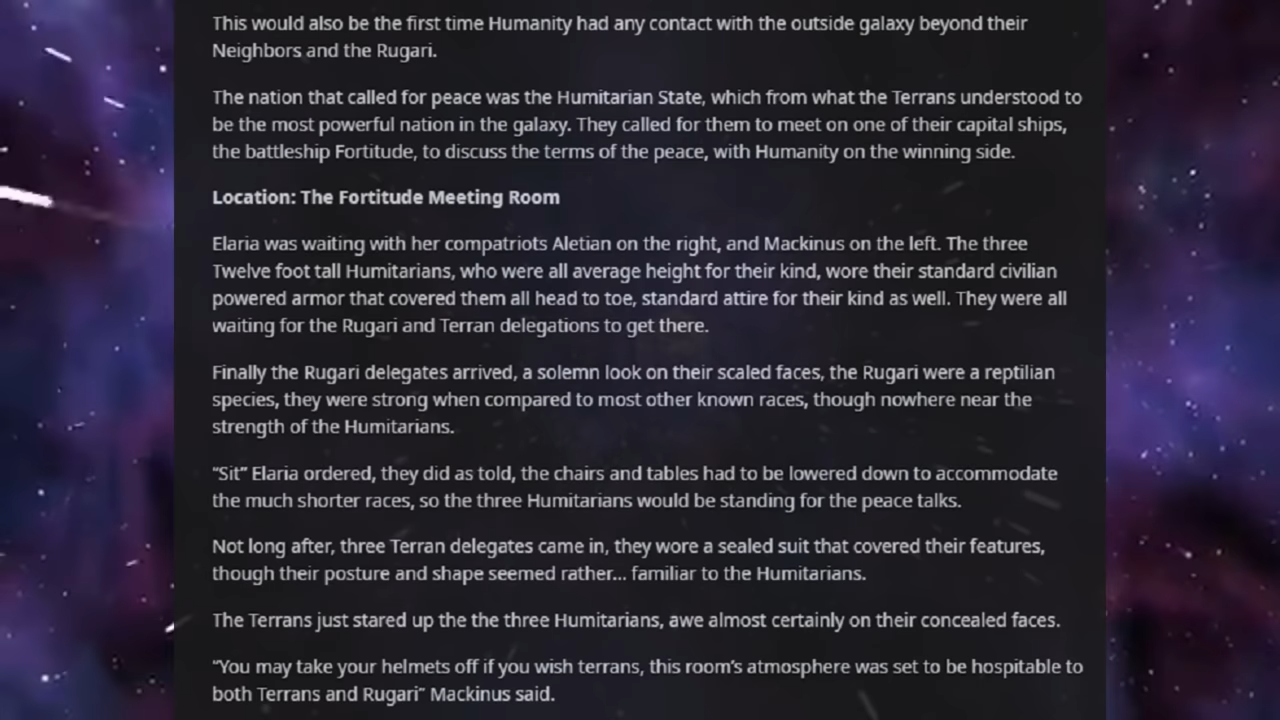 This would also be the first time Humanity had any contact with the outside galaxy beyond their
Neighbors and the Rugari.
The nation that called for peace was the Humitarian State, which from what the Terrans understood to
be the most powerful nation in the galaxy. They called for them to meet on one of their capital ships,
the battleship Fortitude, to discuss the terms of the peace, with Humanity on the winning side.
Location: The Fortitude Meeting Room
Elaria was waiting with her compatriots Aletian on the right, and Mackinus on the left. The three
Twelve foot tall Humitarians, who were all average height for their kind, wore their standard civilian
powered armor that covered them all head to toe, standard attire for their kind as well. They were all
waiting for the Rugari and Terran delegations to get there.
Finally the Rugari delegates arrived, a solemn look on their scaled faces, the Rugari were a reptilian
species, they were strong when compared to most other known races, though nowhere near the
strength of the Humitarians.
“Sit” Elaria ordered, they did as told, the chairs and tables had to be lowered down to accommodate
the much shorter races, so the three Humitarians would be standing for the peace talks.
Not long after, three Terran delegates came in, they wore a sealed suit that covered their features,
though their posture and shape seemed rather... familiar to the Humitarians.
The Terrans just stared up the the three Humitarians, awe almost certainly on their concealed faces.
“You may take your helmets off if you wish terrans, this room’s atmosphere was set to be hospitable to
both Terrans and Rugari” Mackinus said.